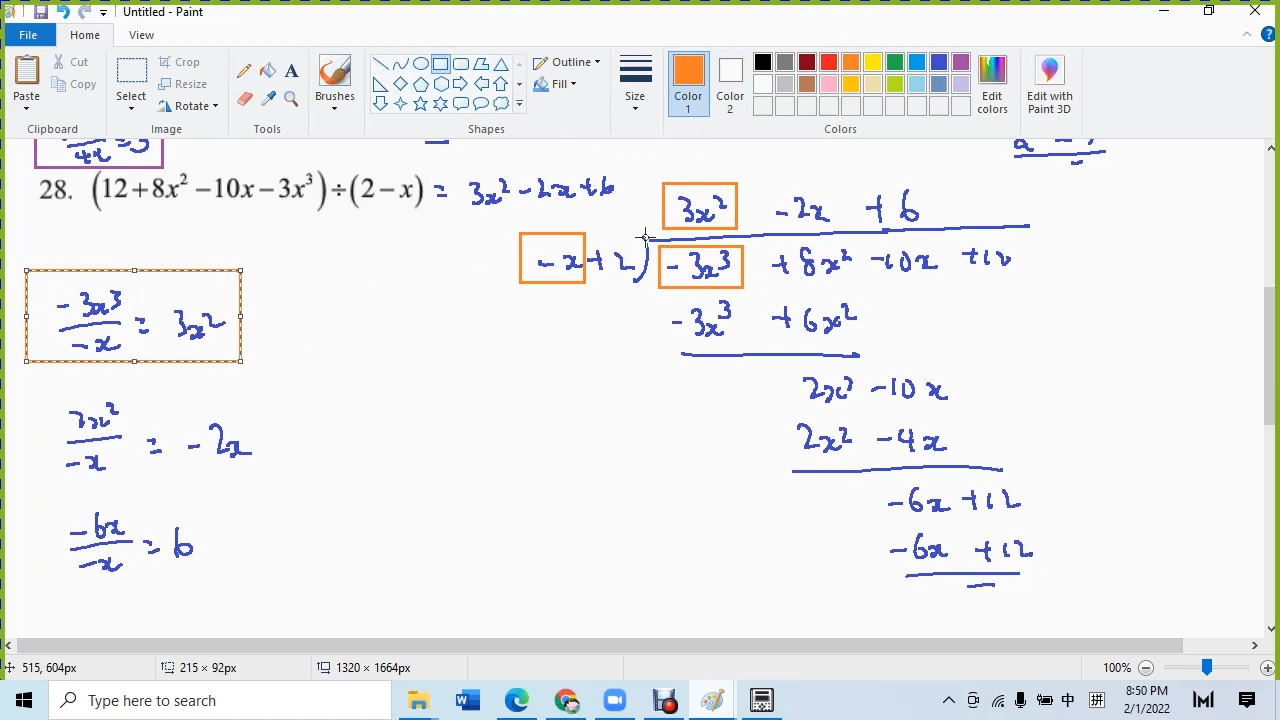 Untitled - Paint
File Home View
Paste
Cut
Copy
Clipboard
Select
Crop
Resize
Rotate
Image
Tools
Brushes
Shapes
Outline
Fill
Size
Color 1
Color 2
Colors
Edit colors
Edit with Paint 3D
28. (12+8x² −10x−3x³)÷(2−x) = 3x² - 2x + 6
3x² -2x + 6
-x+2) -3x³ + 8x² -10x +12
-3x³ + 6x²
2x² -10x
2x² -4x
-6x +12
-6x +12
-3x³/-x = 3x²
2x²/-x = -2x
-6x/-x = 6
515, 604px 215 × 92px 1320 × 1664px 100%
Type here to search
中
拼
8:50 PM
2/1/2022